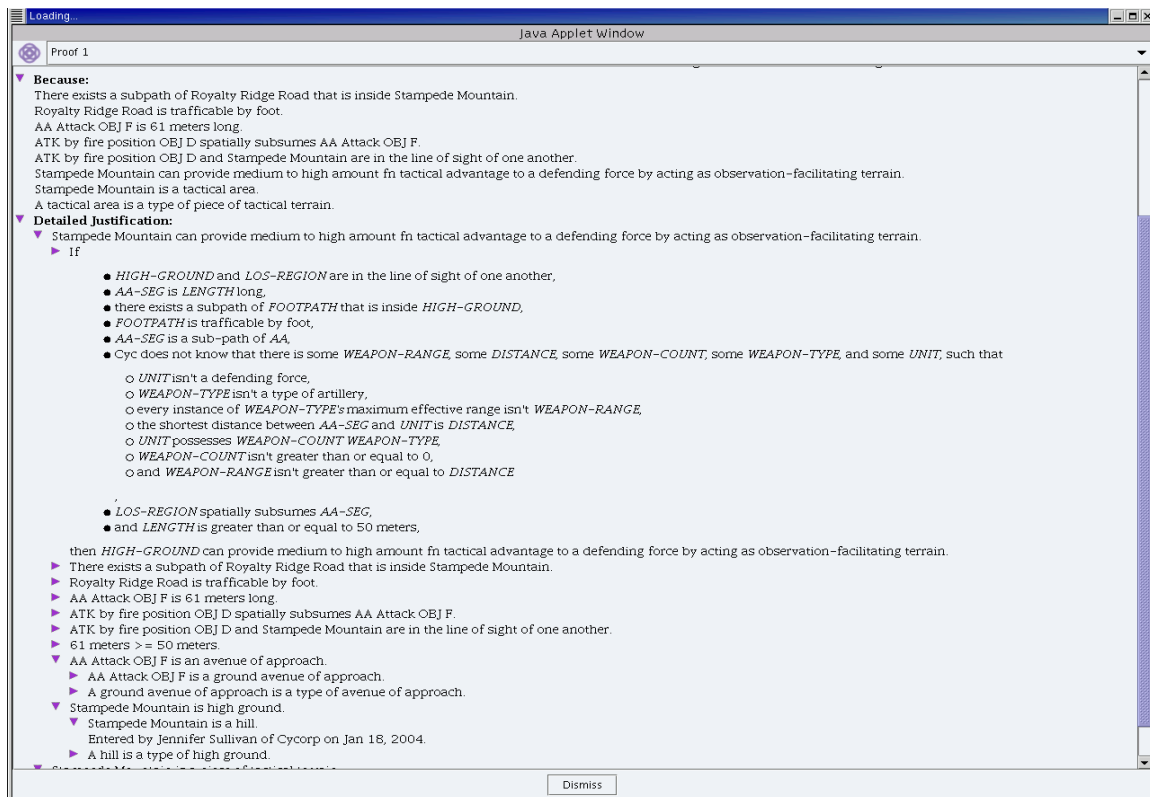 Loading...
Java Applet Window
Proof 1
Because:
There exists a subpath of Royalty Ridge Road that is inside Stampede Mountain.
Royalty Ridge Road is trafficable by foot.
AA Attack OBJ F is 61 meters long.
ATK by fire position OBJ D spatially subsumes AA Attack OBJ F.
ATK by fire position OBJ D and Stampede Mountain are in the line of sight of one another.
Stampede Mountain can provide medium to high amount fn tactical advantage to a defending force by acting as observation-facilitating terrain.
Stampede Mountain is a tactical area.
A tactical area is a type of piece of tactical terrain.
Detailed Justification:
Stampede Mountain can provide medium to high amount fn tactical advantage to a defending force by acting as observation-facilitating terrain.
If
● HIGH-GROUND and LOS-REGION are in the line of sight of one another,
● AA-SEG is LENGTH long,
● there exists a subpath of FOOTPATH that is inside HIGH-GROUND,
● FOOTPATH is trafficable by foot,
● AA-SEG is a sub-path of AA,
● Cyc does not know that there is some WEAPON-RANGE, some DISTANCE, some WEAPON-COUNT, some WEAPON-TYPE, and some UNIT, such that
○ UNIT isn't a defending force,
○ WEAPON-TYPE isn't a type of artillery,
○ every instance of WEAPON-TYPE's maximum effective range isn't WEAPON-RANGE,
○ the shortest distance between AA-SEG and UNIT is DISTANCE,
○ UNIT possesses WEAPON-COUNT WEAPON-TYPE,
○ WEAPON-COUNT isn't greater than or equal to 0,
○ and WEAPON-RANGE isn't greater than or equal to DISTANCE
,
● LOS-REGION spatially subsumes AA-SEG,
● and LENGTH is greater than or equal to 50 meters,
then HIGH-GROUND can provide medium to high amount fn tactical advantage to a defending force by acting as observation-facilitating terrain.
There exists a subpath of Royalty Ridge Road that is inside Stampede Mountain.
Royalty Ridge Road is trafficable by foot.
AA Attack OBJ F is 61 meters long.
ATK by fire position OBJ D spatially subsumes AA Attack OBJ F.
ATK by fire position OBJ D and Stampede Mountain are in the line of sight of one another.
61 meters >= 50 meters.
AA Attack OBJ F is an avenue of approach.
AA Attack OBJ F is a ground avenue of approach.
A ground avenue of approach is a type of avenue of approach.
Stampede Mountain is high ground.
Stampede Mountain is a hill.
Entered by Jennifer Sullivan of Cycorp on Jan 18, 2004.
A hill is a type of high ground.
Dismiss